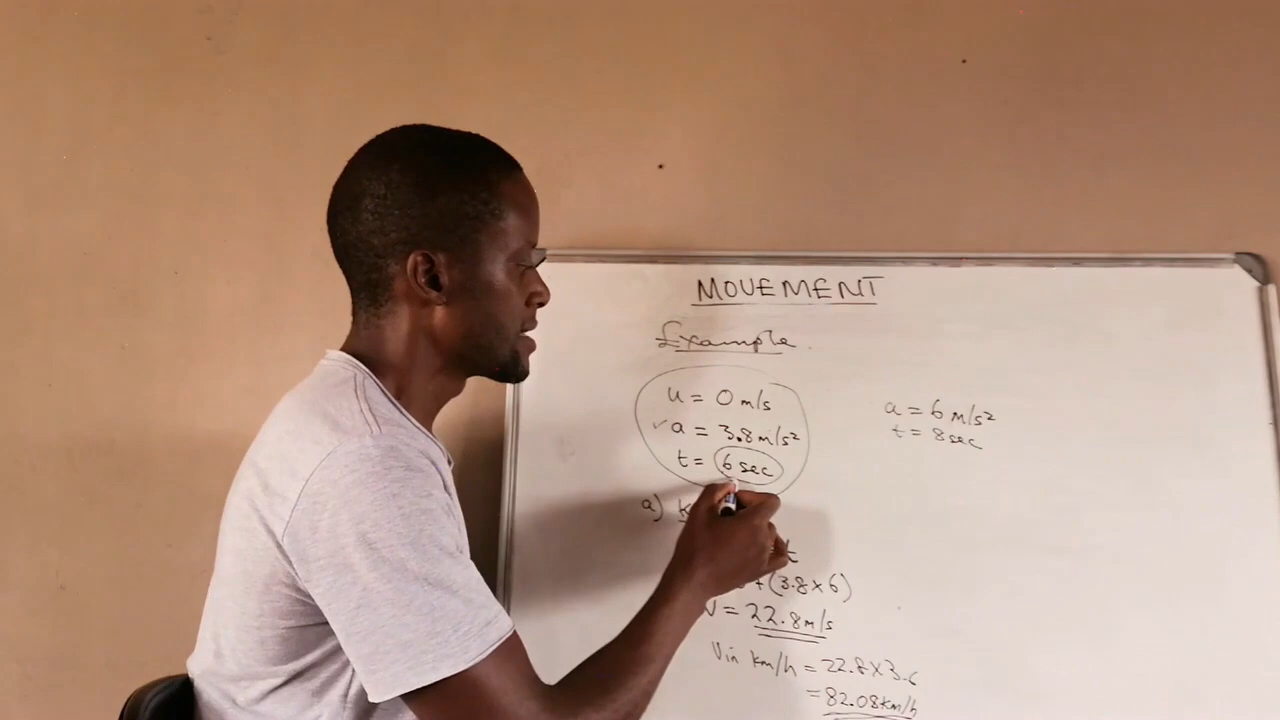 MOVEMENT
Example.
u = 0 m/s
a = 3.8 m/s²
t = 6 sec
a = 6 m/s²
t = 8 sec
a)
t
+ (3.8 x 6)
V = 22.8 m/s
V in km/h = 22.8 x 3.6
= 82.08 km/h